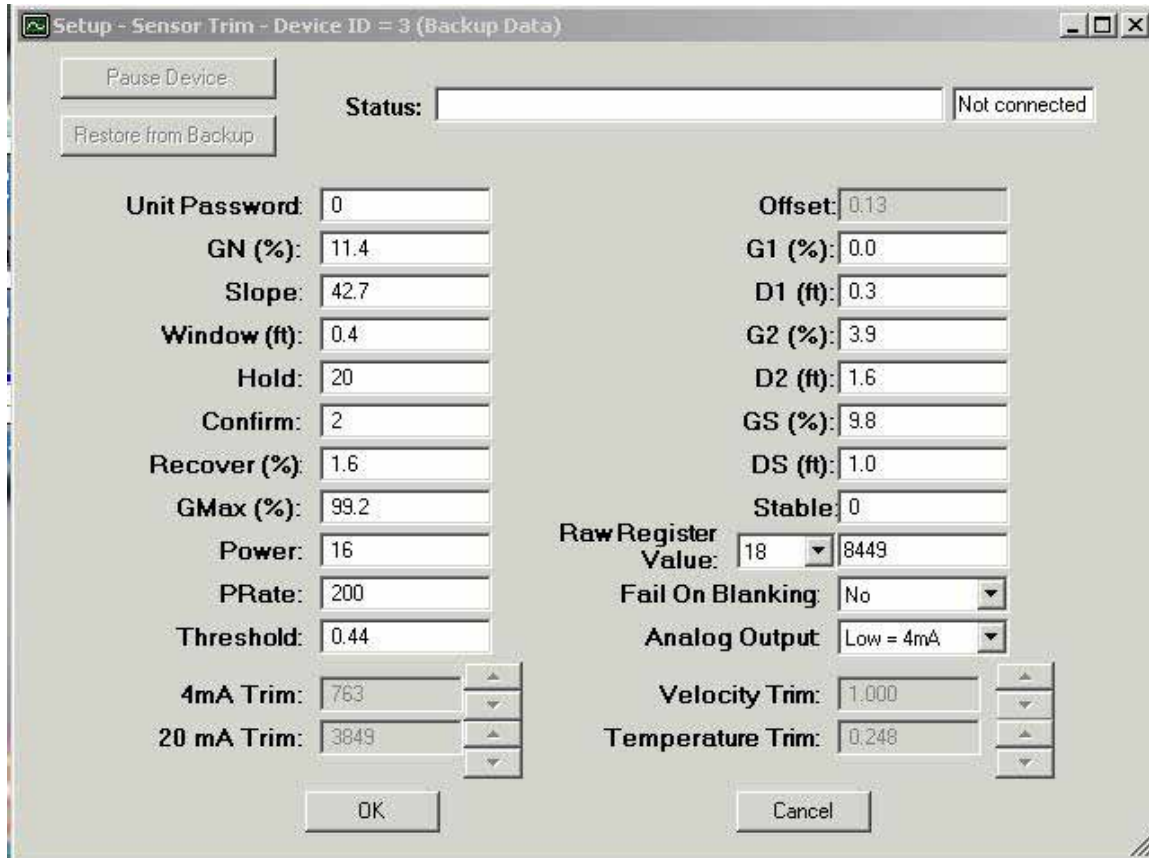 Setup - Sensor Trim - Device ID = 3 (Backup Data)
Pause Device
Status: Not connected
Restore from Backup
Unit Password: 0 Offset: 0.13
GN (%): 11.4 G1 (%): 0.0
Slope: 42.7 D1 (ft): 0.3
Window (ft): 0.4 G2 (%): 3.9
Hold: 20 D2 (ft): 1.6
Confirm: 2 GS (%): 9.8
Recover (%): 1.6 DS (ft): 1.0
GMax (%): 99.2 Stable: 0
Power: 16 Raw Register Value: 18 8449
PRate: 200 Fail On Blanking: No
Threshold: 0.44 Analog Output: Low = 4mA
4mA Trim: 763 Velocity Trim: 1.000
20 mA Trim: 3849 Temperature Trim: 0.248
OK Cancel